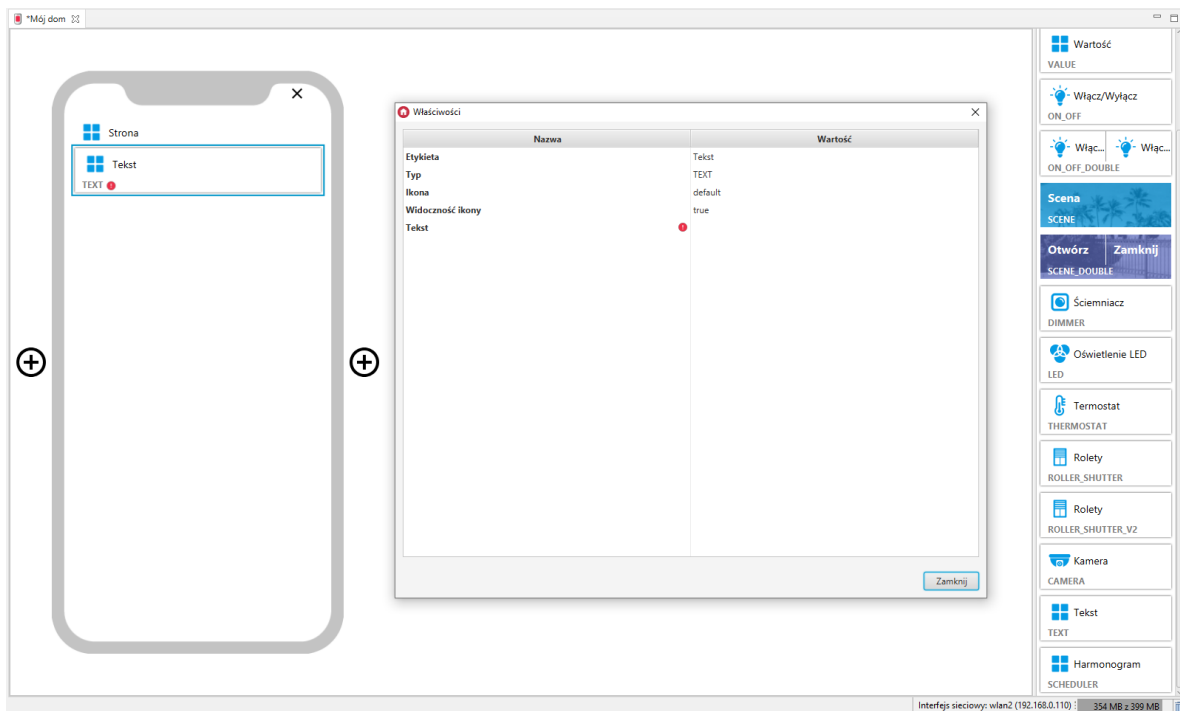 *Mój dom
Strona
Tekst
TEXT
Właściwości
Nazwa Wartość
Etykieta Tekst
Typ TEXT
Ikona default
Widoczność ikony true
Tekst
Zamknij
Wartość
VALUE
Włącz/Wyłącz
ON_OFF
Włąc... Włąc...
ON_OFF_DOUBLE
Scena
SCENE
Otwórz Zamknij
SCENE_DOUBLE
Ściemniacz
DIMMER
Oświetlenie LED
LED
Termostat
THERMOSTAT
Rolety
ROLLER_SHUTTER
Rolety
ROLLER_SHUTTER_V2
Kamera
CAMERA
Tekst
TEXT
Harmonogram
SCHEDULER
Interfejs sieciowy: wlan2 (192.168.0.110) 354 MB z 399 MB